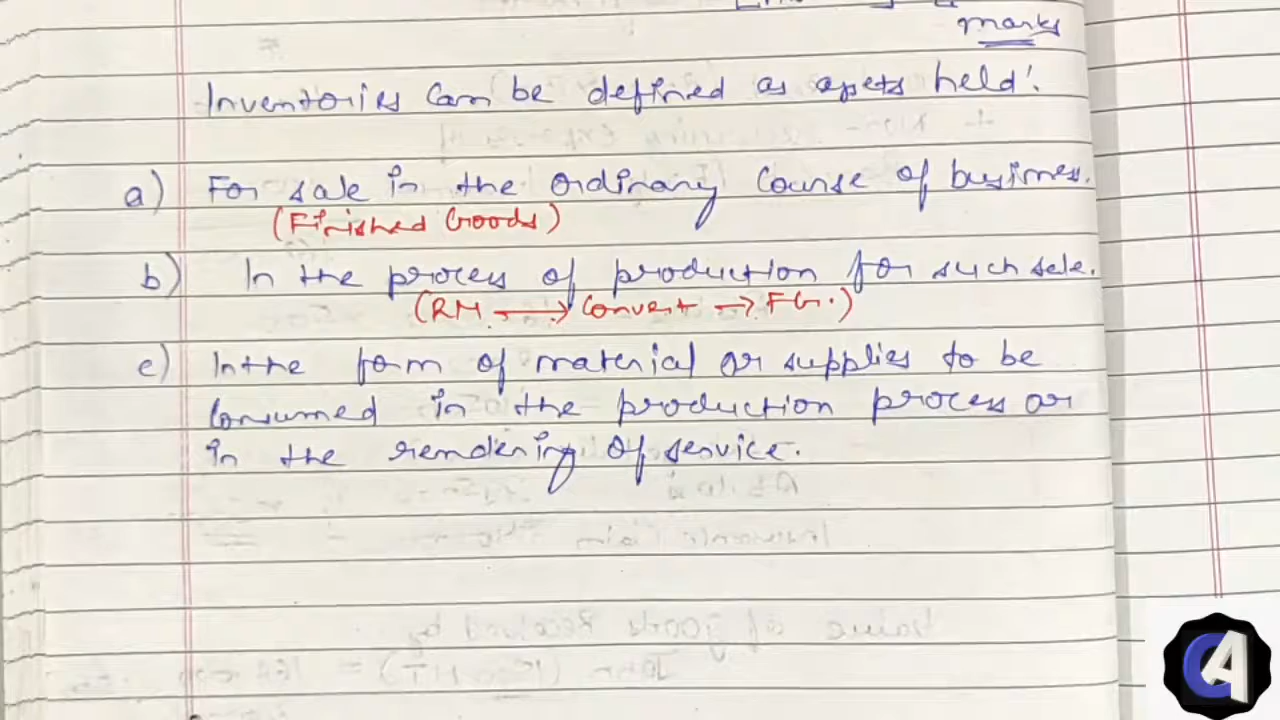 marks
Inventories can be defined as assets held:
a) For sale in the ordinary course of business.
(Finished Goods)
b) In the process of production for such sale.
(RM → Convert → FG.)
c) In the form of material or supplies to be
consumed in the production process or
in the rendering of service.
CA